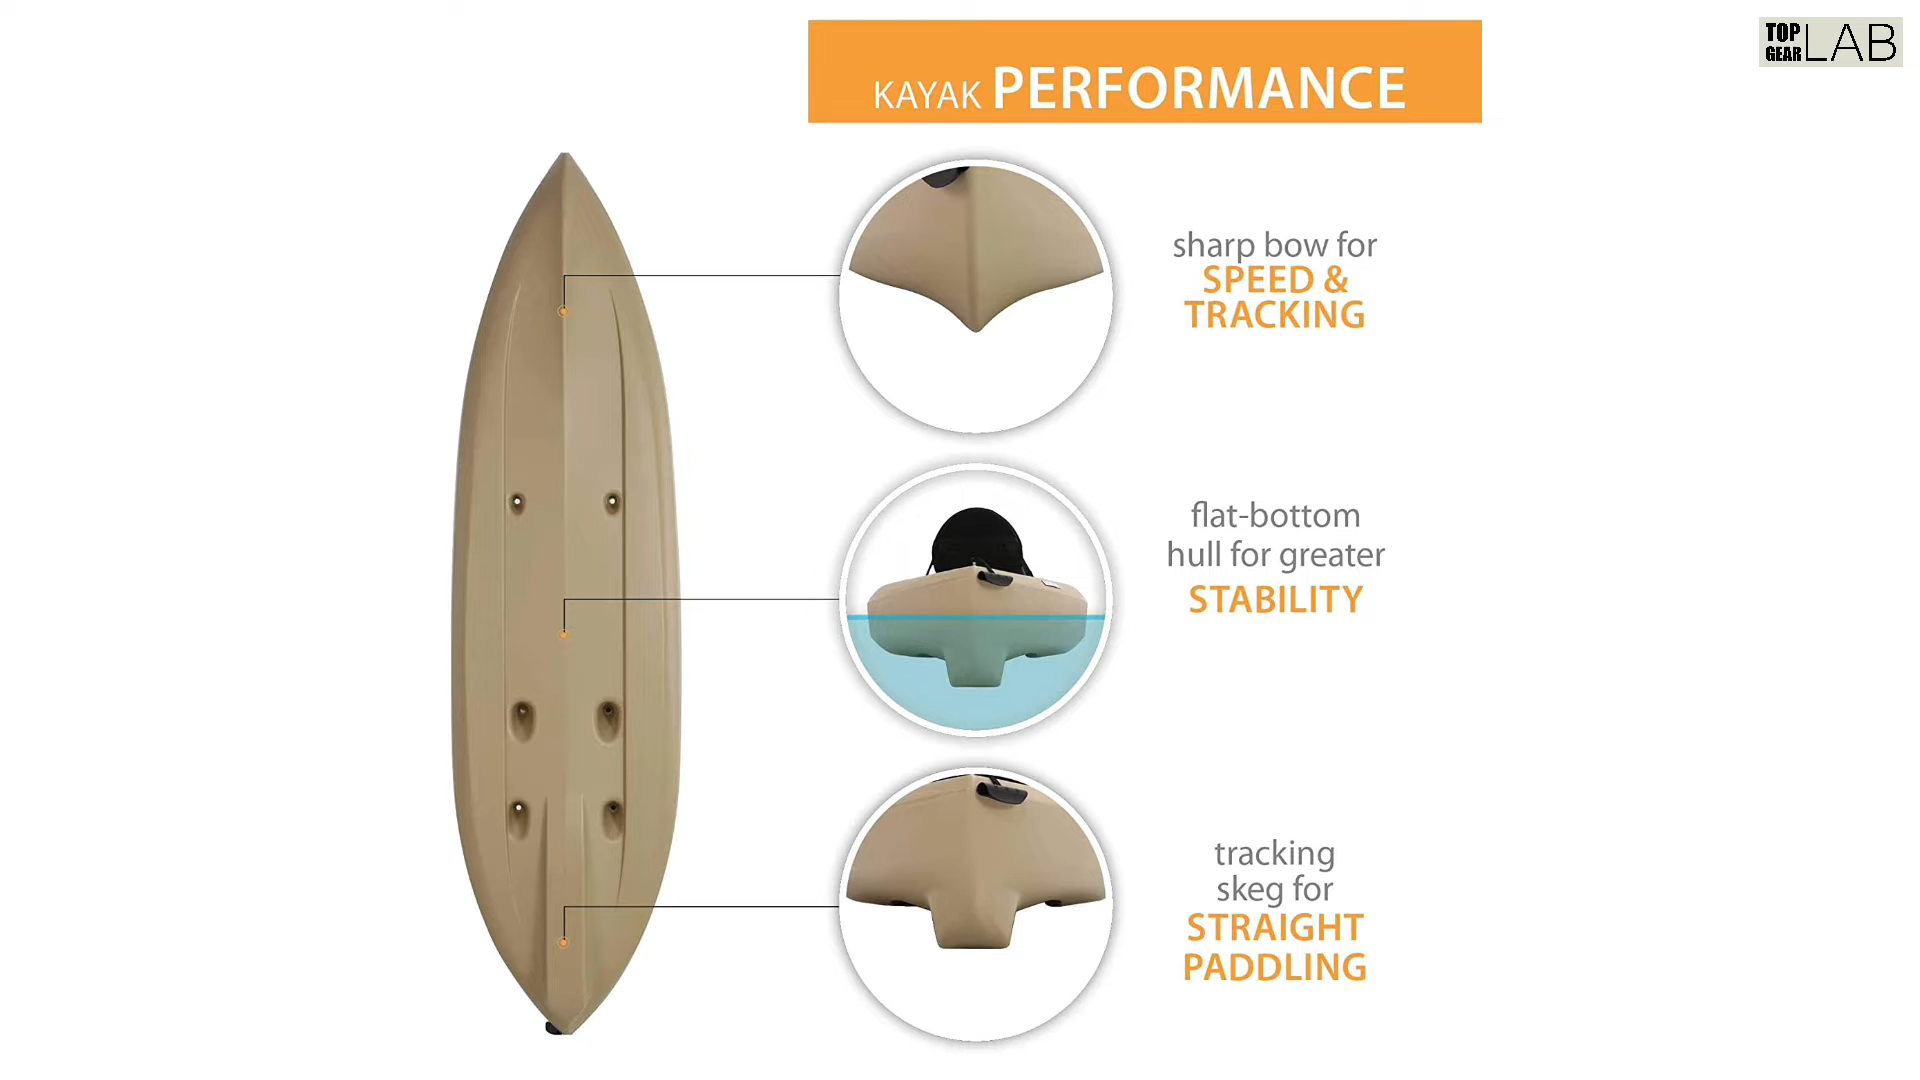 TOP GEAR LAB
KAYAK PERFORMANCE
sharp bow for
SPEED &
TRACKING
flat-bottom
hull for greater
STABILITY
tracking
skeg for
STRAIGHT
PADDLING